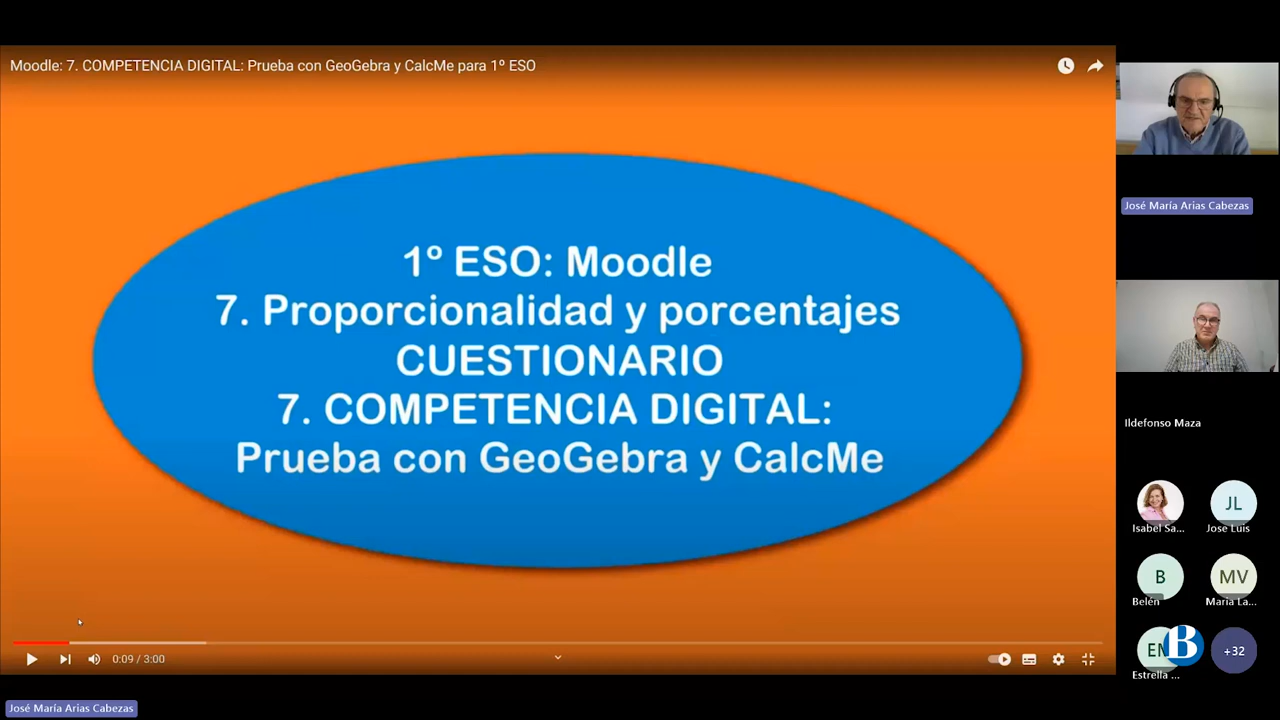 Moodle: 7. COMPETENCIA DIGITAL: Prueba con GeoGebra y CalcMe para 1º ESO
1º ESO: Moodle
7. Proporcionalidad y porcentajes
CUESTIONARIO
7. COMPETENCIA DIGITAL:
Prueba con GeoGebra y CalcMe
0:09 / 3:00
José María Arias Cabezas
José María Arias Cabezas
Ildefonso Maza
Isabel Sa...
JL
Jose Luis
B
Belén
MV
María La...
B
Estrella ...
+32